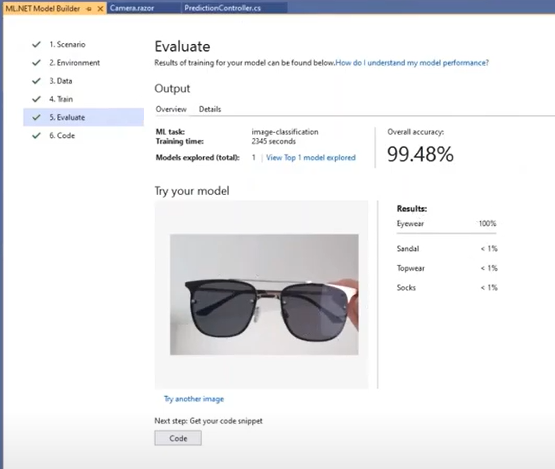 ML.NET Model Builder
Camera.razor
PredictionController.cs
1. Scenario
2. Environment
3. Data
4. Train
5. Evaluate
6. Code
Evaluate
Results of training for your model can be found below.How do I understand my model performance?
Output
Overview Details
ML task: image-classification
Training time: 2345 seconds
Models explored (total): 1 | View Top 1 model explored
Overall accuracy:
99.48%
Try your model
Results:
Eyewear 100%
Sandal < 1%
Topwear < 1%
Socks < 1%
Try another image
Next step: Get your code snippet
Code